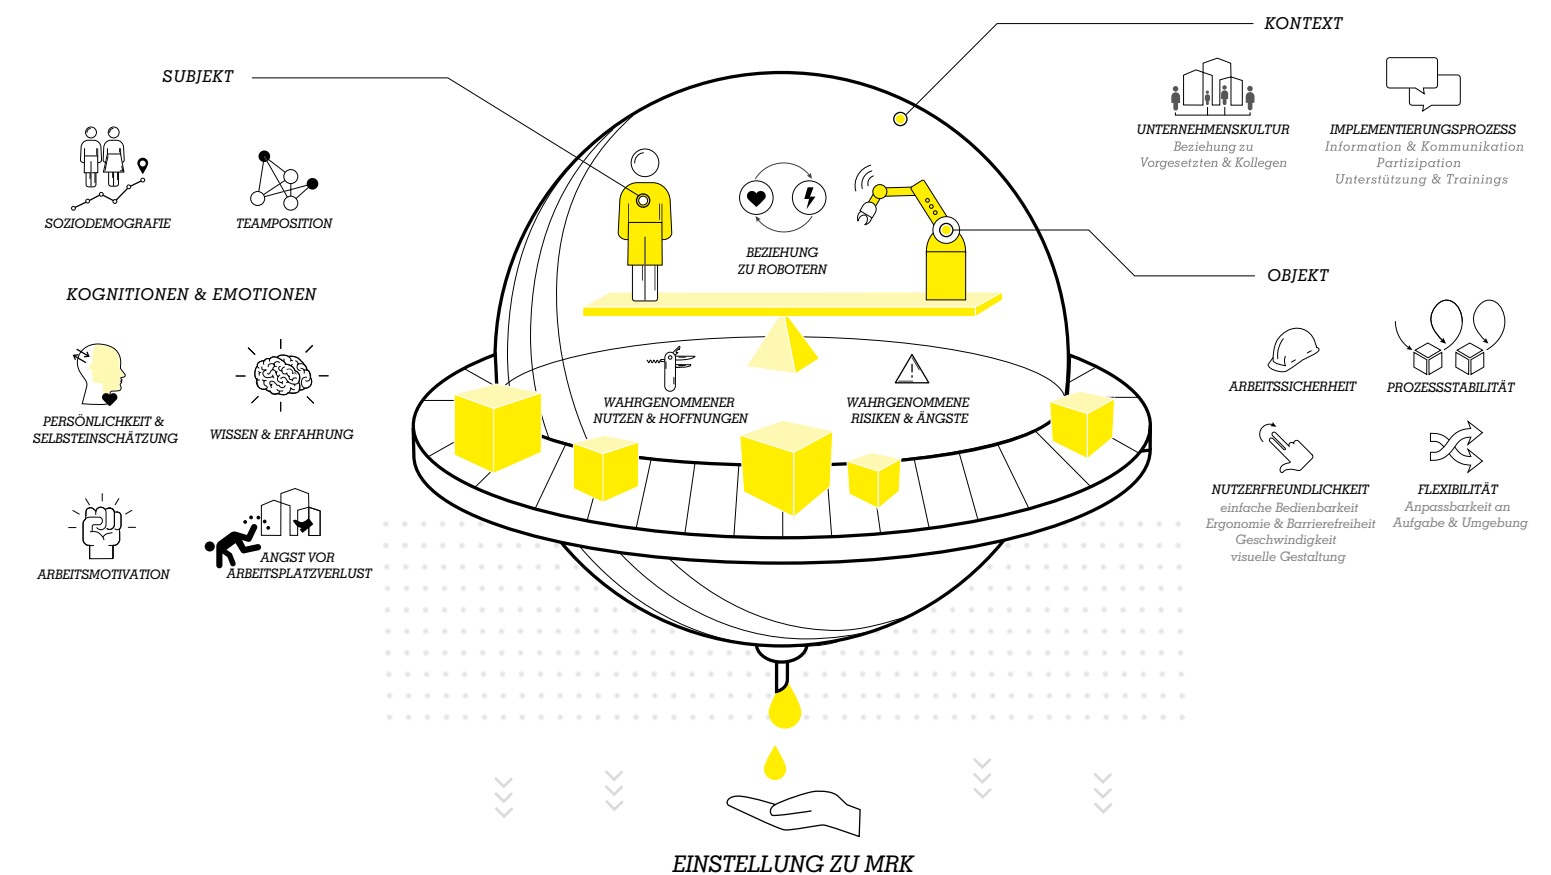 SUBJEKT
SOZIODEMOGRAFIE
TEAMPOSITION
KOGNITIONEN & EMOTIONEN
PERSÖNLICHKEIT &
SELBSTEINSCHÄTZUNG
WISSEN & ERFAHRUNG
ARBEITSMOTIVATION
ANGST VOR
ARBEITSPLATZVERLUST
BEZIEHUNG
ZU ROBOTERN
WAHRGENOMMENER
NUTZEN & HOFFNUNGEN
WAHRGENOMMENE
RISIKEN & ÄNGSTE
KONTEXT
UNTERNEHMENSKULTUR
Beziehung zu
Vorgesetzten & Kollegen
IMPLEMENTIERUNGSPROZESS
Information & Kommunikation
Partizipation
Unterstützung & Trainings
OBJEKT
ARBEITSSICHERHEIT
PROZESSSTABILITÄT
NUTZERFREUNDLICHKEIT
einfache Bedienbarkeit
Ergonomie & Barrierefreiheit
Geschwindigkeit
visuelle Gestaltung
FLEXIBILITÄT
Anpassbarkeit an
Aufgabe & Umgebung
EINSTELLUNG ZU MRK